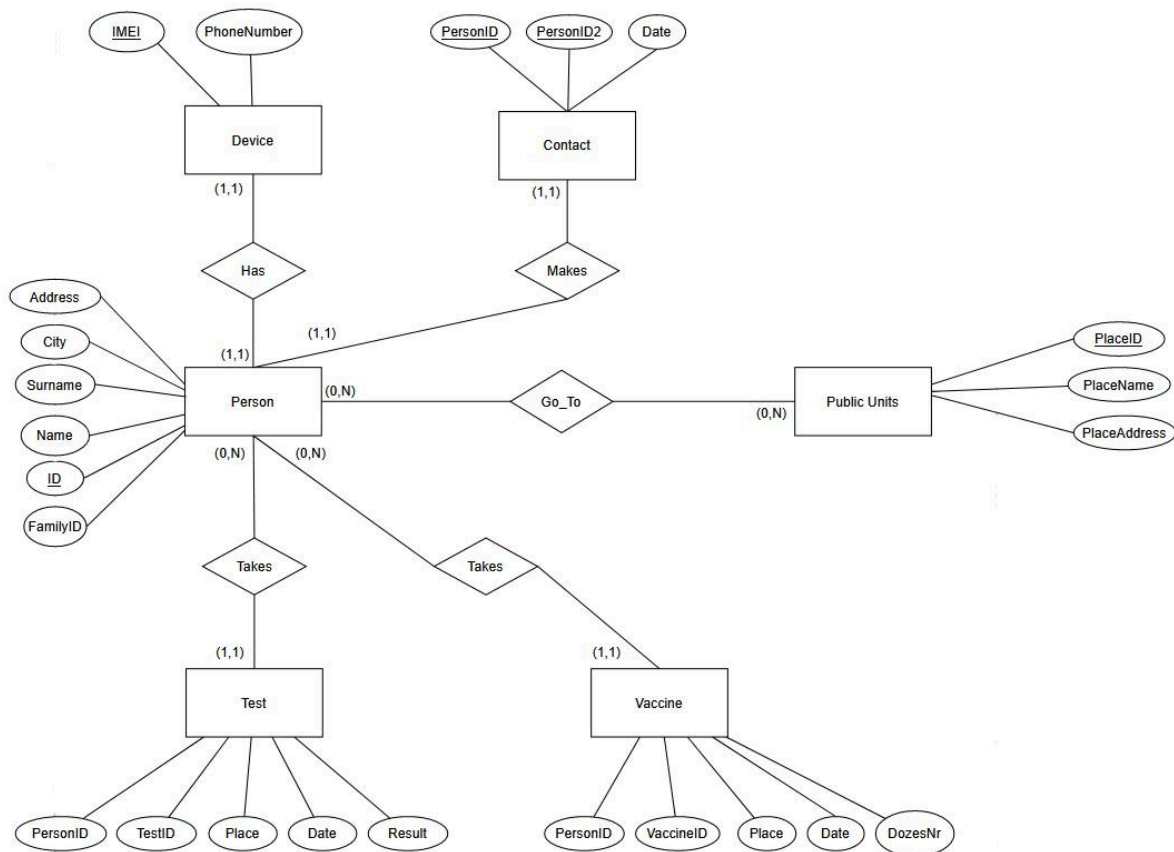 IMEI
PhoneNumber
PersonID
PersonID2
Date
Device
Contact
(1,1)
(1,1)
Has
Makes
Address
City
Surname
Name
ID
FamilyID
(1,1)
(1,1)
Person
(0,N)
Go_To
(0,N)
Public Units
PlaceID
PlaceName
PlaceAddress
(0,N)
(0,N)
Takes
Takes
(1,1)
(1,1)
Test
Vaccine
PersonID
TestID
Place
Date
Result
PersonID
VaccineID
Place
Date
DozesNr